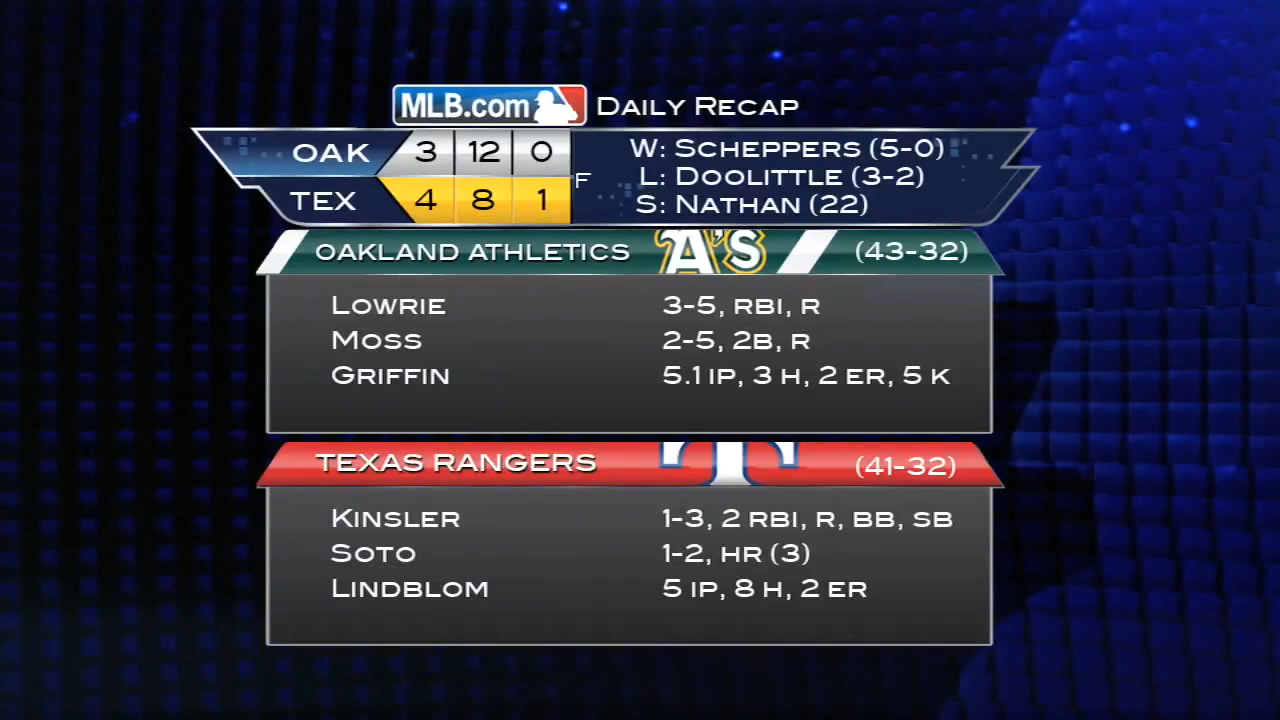 MLB.com DAILY RECAP
OAK 3 12 0
TEX 4 8 1
F
W: SCHEPPERS (5-0)
L: DOOLITTLE (3-2)
S: NATHAN (22)
OAKLAND ATHLETICS A'S (43-32)
LOWRIE 3-5, RBI, R
MOSS 2-5, 2B, R
GRIFFIN 5.1 IP, 3 H, 2 ER, 5 K
TEXAS RANGERS T (41-32)
KINSLER 1-3, 2 RBI, R, BB, SB
SOTO 1-2, HR (3)
LINDBLOM 5 IP, 8 H, 2 ER